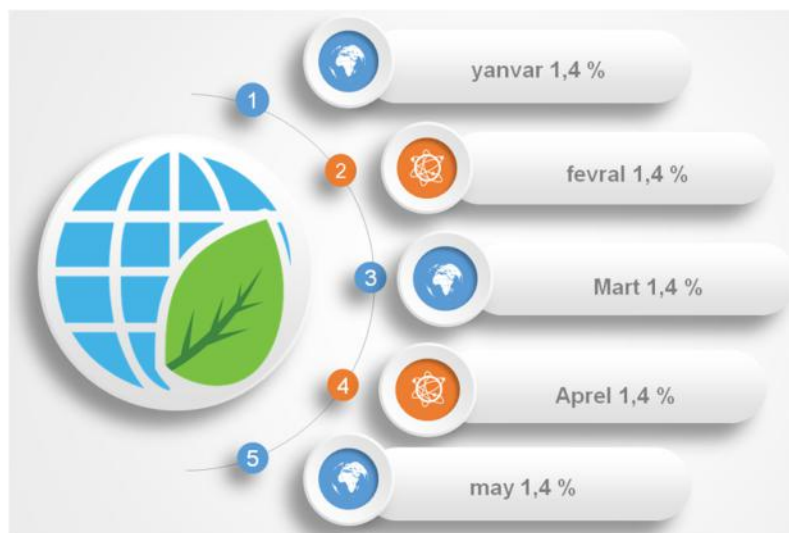 1
yanvar 1,4 %
2
fevral 1,4 %
3
Mart 1,4 %
4
Aprel 1,4 %
5
may 1,4 %